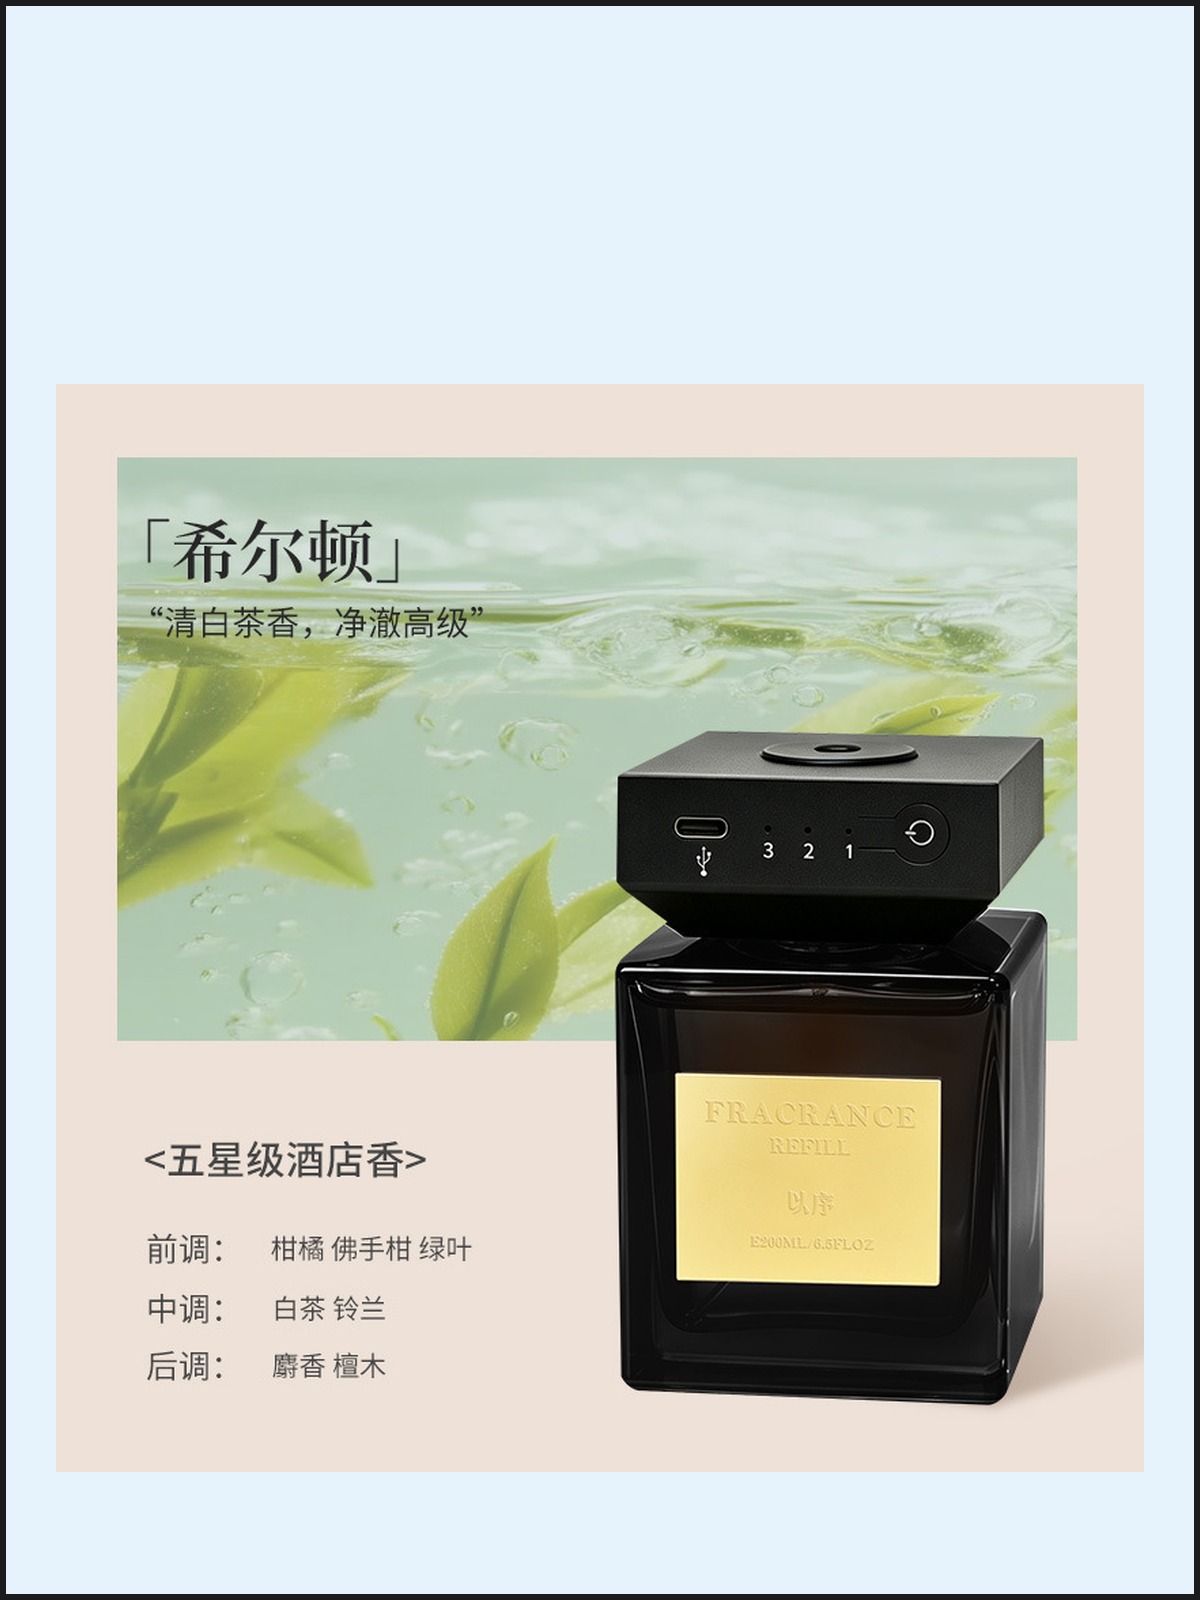 「希尔顿」
“清白茶香，净澈高级”
3 2 1
FRAGRANCE
REFILL
以序
E200ML/6.5FLOZ
<五星级酒店香>
前调： 柑橘 佛手柑 绿叶
中调： 白茶 铃兰
后调： 麝香 檀木